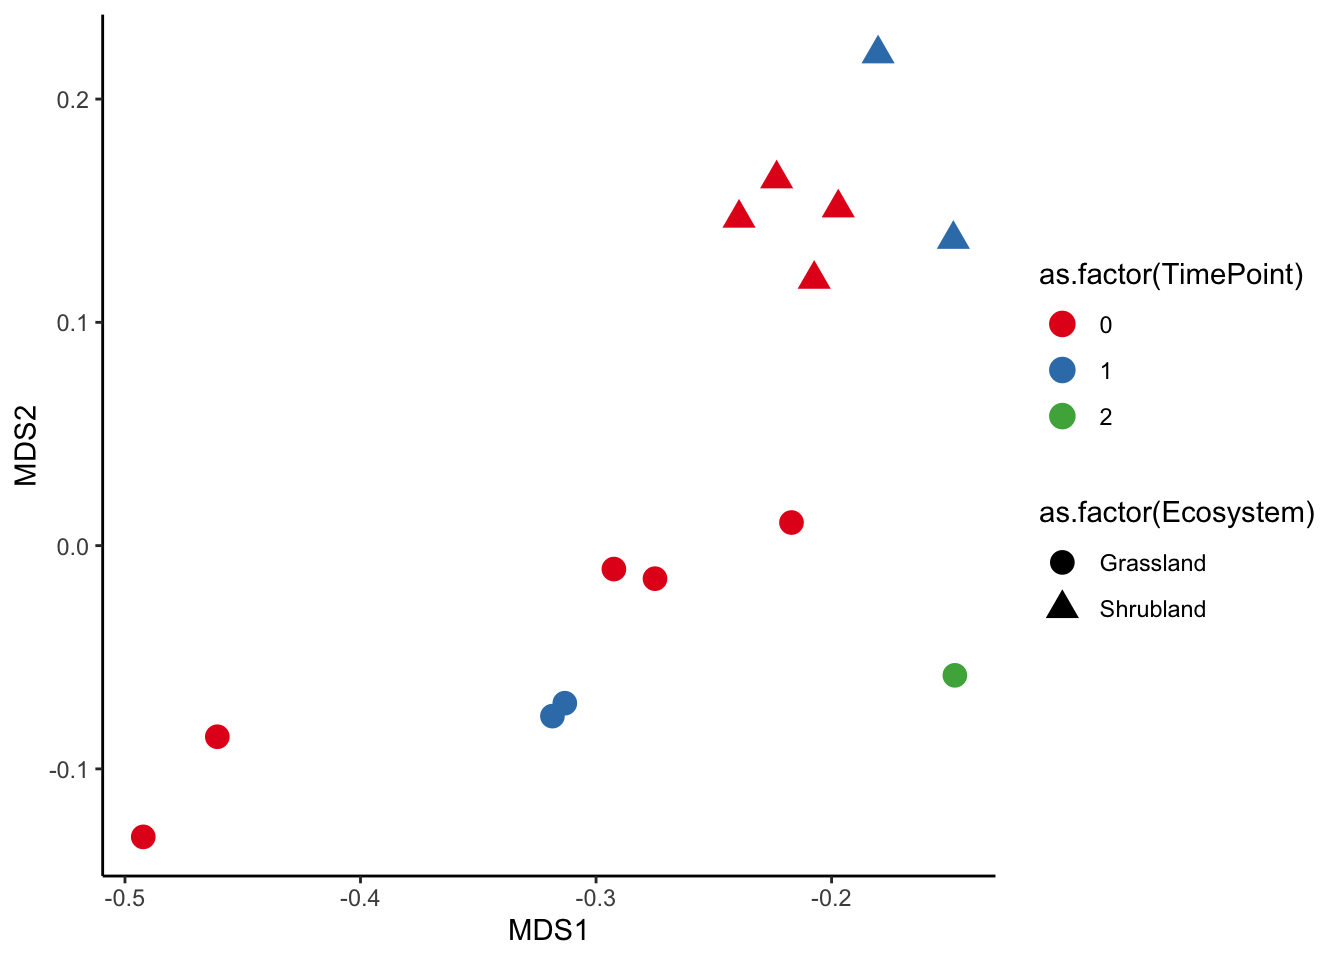 0.2
0.1
0.0
-0.1
MDS2
-0.5 -0.4 -0.3 -0.2
MDS1
as.factor(TimePoint)
0
1
2
as.factor(Ecosystem)
Grassland
Shrubland